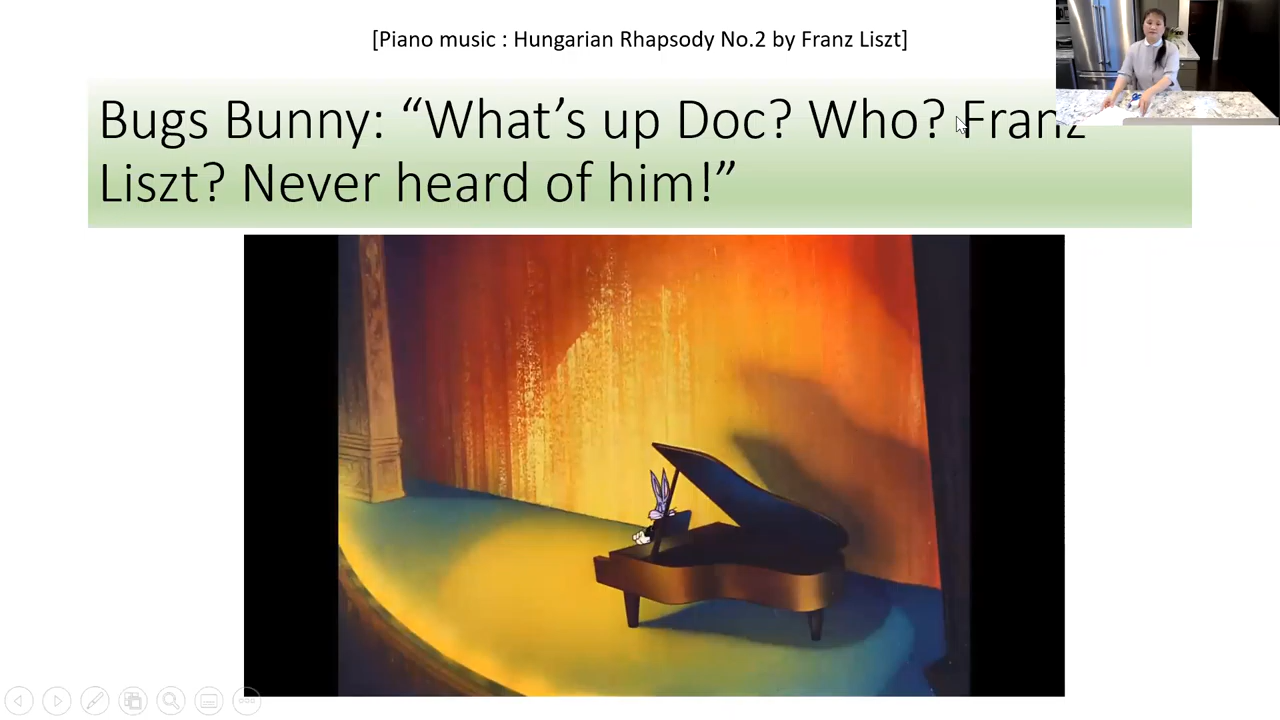 [Piano music : Hungarian Rhapsody No.2 by Franz Liszt]
Bugs Bunny: “What’s up Doc? Who? Franz
Liszt? Never heard of him!”